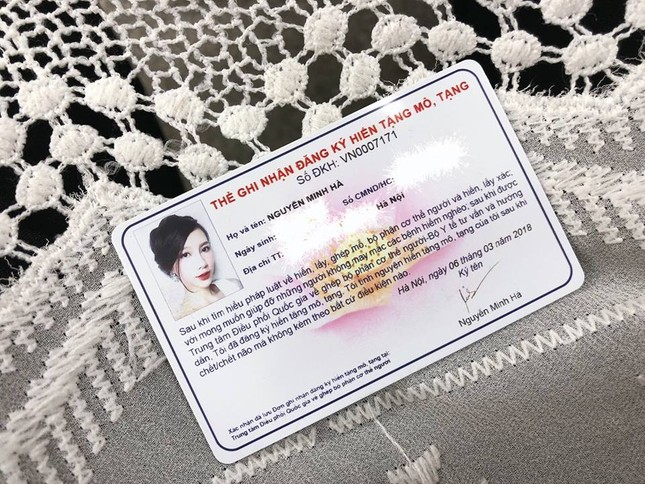 THẺ GHI NHẬN ĐĂNG KÝ HIẾN TẶNG MÔ, TẠNG
Số ĐKH: VN0007171
Họ và tên: NGUYỄN MINH HÀ
Ngày sinh: Số CMND/HC:
Địa chỉ TT: Hà Nội
Sau khi tìm hiểu pháp luật về hiến, lấy, ghép mô, bộ phận cơ thể người và hiến, lấy xác,
với mong muốn giúp đỡ những người không may mắc các bệnh hiểm nghèo, sau khi được
Trung tâm Điều phối Quốc gia về ghép bộ phận cơ thể người-Bộ Y tế tư vấn và hướng
dẫn, Tôi đã đăng ký hiến tặng mô, tạng. Tôi tình nguyện hiến tặng mô, tạng của tôi sau khi
chết/chết não mà không kèm theo bất cứ điều kiện nào.
Hà Nội, ngày 06 tháng 03 năm 2018
Ký tên
Nguyễn Minh Hà
Xác nhận đã lưu Đơn ghi nhận đăng ký hiến tặng mô, tạng tại:
Trung tâm Điều phối Quốc gia về ghép bộ phận cơ thể người